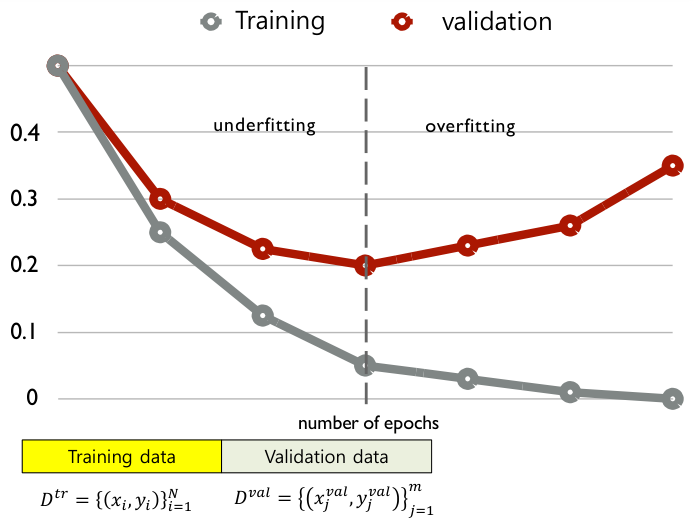 Training validation
underfitting overfitting
0.4
0.3
0.2
0.1
0
number of epochs
Training data Validation data
D^{tr} = {(x_i, y_i)}_{i=1}^{N} D^{val} = {(x_j^{val}, y_j^{val})}_{j=1}^{m}